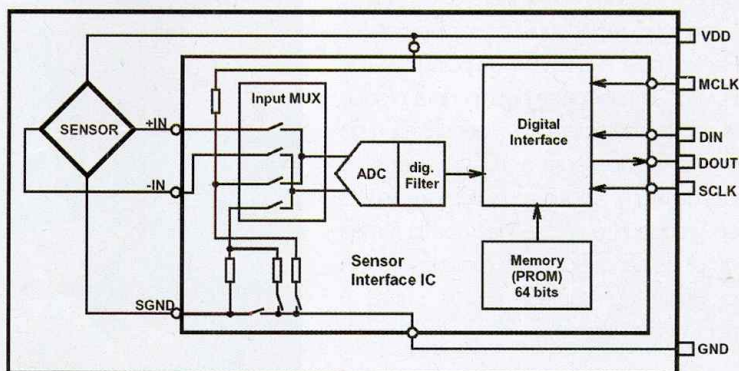 VDD
MCLK
Input MUX
SENSOR
+IN
Digital
Interface
DIN
DOUT
ADC
dig.
Filter
-IN
SCLK
Sensor
Interface IC
Memory
(PROM)
64 bits
SGND
GND